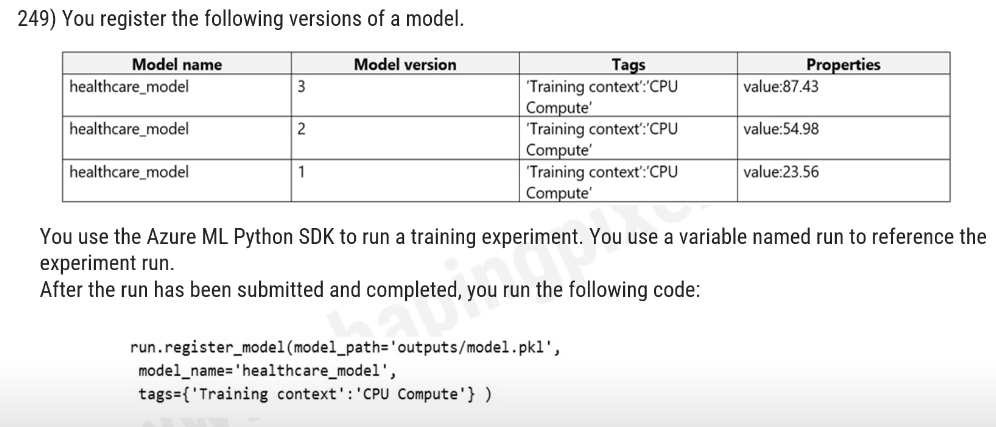 249) You register the following versions of a model.
Model name Model version Tags Properties
healthcare_model 3 'Training context':'CPU value:87.43
Compute'
healthcare_model 2 'Training context':'CPU value:54.98
Compute'
healthcare_model 1 'Training context':'CPU value:23.56
Compute'
You use the Azure ML Python SDK to run a training experiment. You use a variable named run to reference the
experiment run.
After the run has been submitted and completed, you run the following code:
run.register_model(model_path='outputs/model.pkl',
model_name='healthcare_model',
tags={'Training context':'CPU Compute'} )